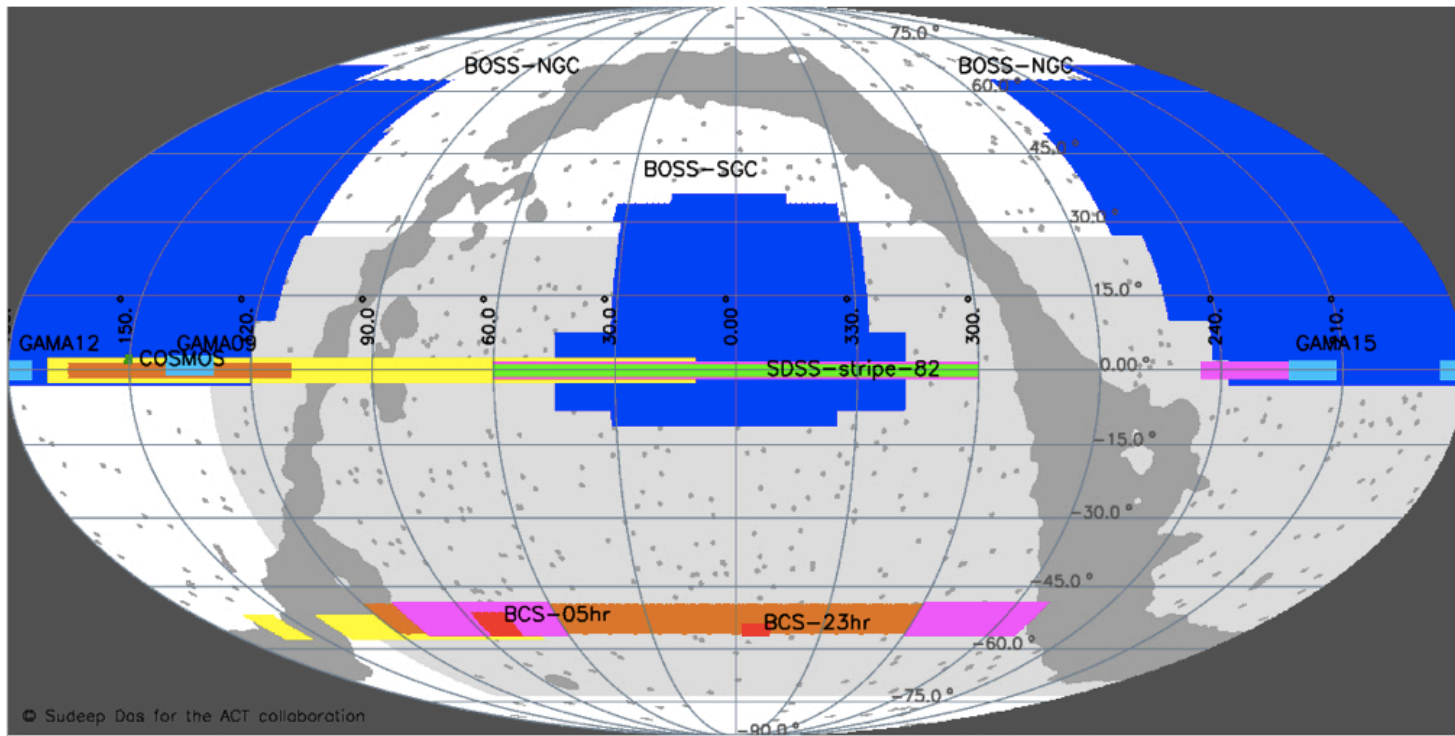 75.0°
BOSS-NGC
BOSS-NGC
60.0°
45.0°
BOSS-SGC
30.0°
15.0°
150.°
120.°
90.0°
60.0°
30.0°
0.00°
330.°
300.°
240.°
210.°
GAMA12
GAMA09
GAMA15
COSMOS
SDSS-stripe-82
0.00°
-15.0°
-30.0°
-45.0°
BCS-05hr
BCS-23hr
-60.0°
-75.0°
© Sudeep Das for the ACT collaboration
-90.0°